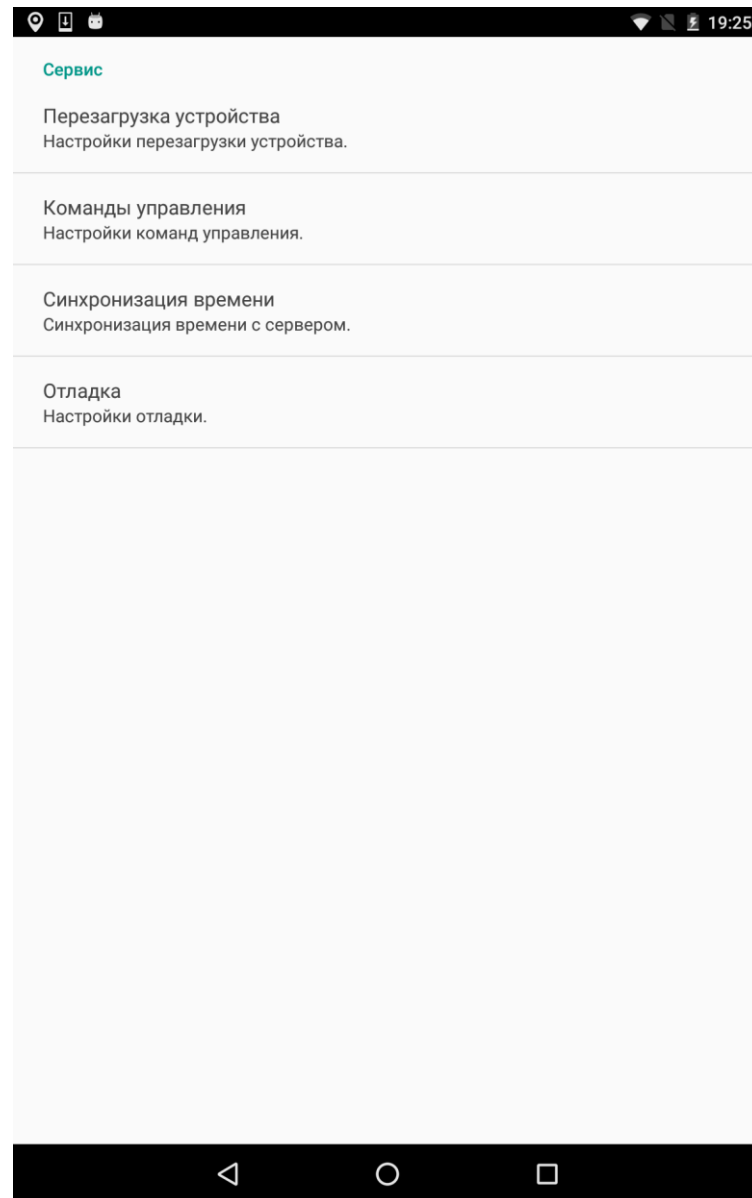 19:25
Сервис
Перезагрузка устройства
Настройки перезагрузки устройства.
Команды управления
Настройки команд управления.
Синхронизация времени
Синхронизация времени с сервером.
Отладка
Настройки отладки.